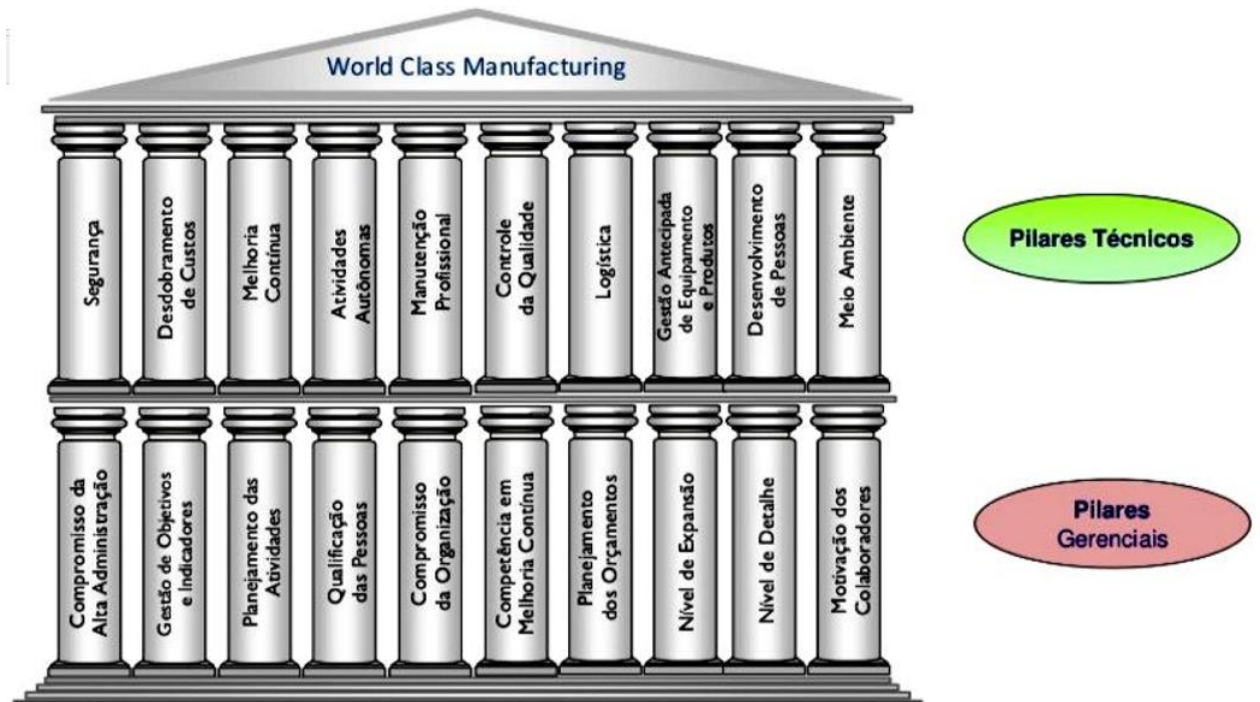 World Class Manufacturing
Segurança
Desdobramento
de Custos
Melhoria
Contínua
Atividades
Autônomas
Manutenção
Profissional
Controle
da Qualidade
Logística
Gestão Antecipada
de Equipamento
e Produtos
Desenvolvimento
de Pessoas
Meio Ambiente
Pilares Técnicos
Compromisso da
Alta Administração
Gestão de Objetivos
e Indicadores
Planejamento das
Atividades
Qualificação
das Pessoas
Compromisso
da Organização
Competência em
Melhoria Contínua
Planejamento
dos Orçamentos
Nível de Expansão
Nível de Detalhe
Motivação dos
Colaboradores
Pilares
Gerenciais